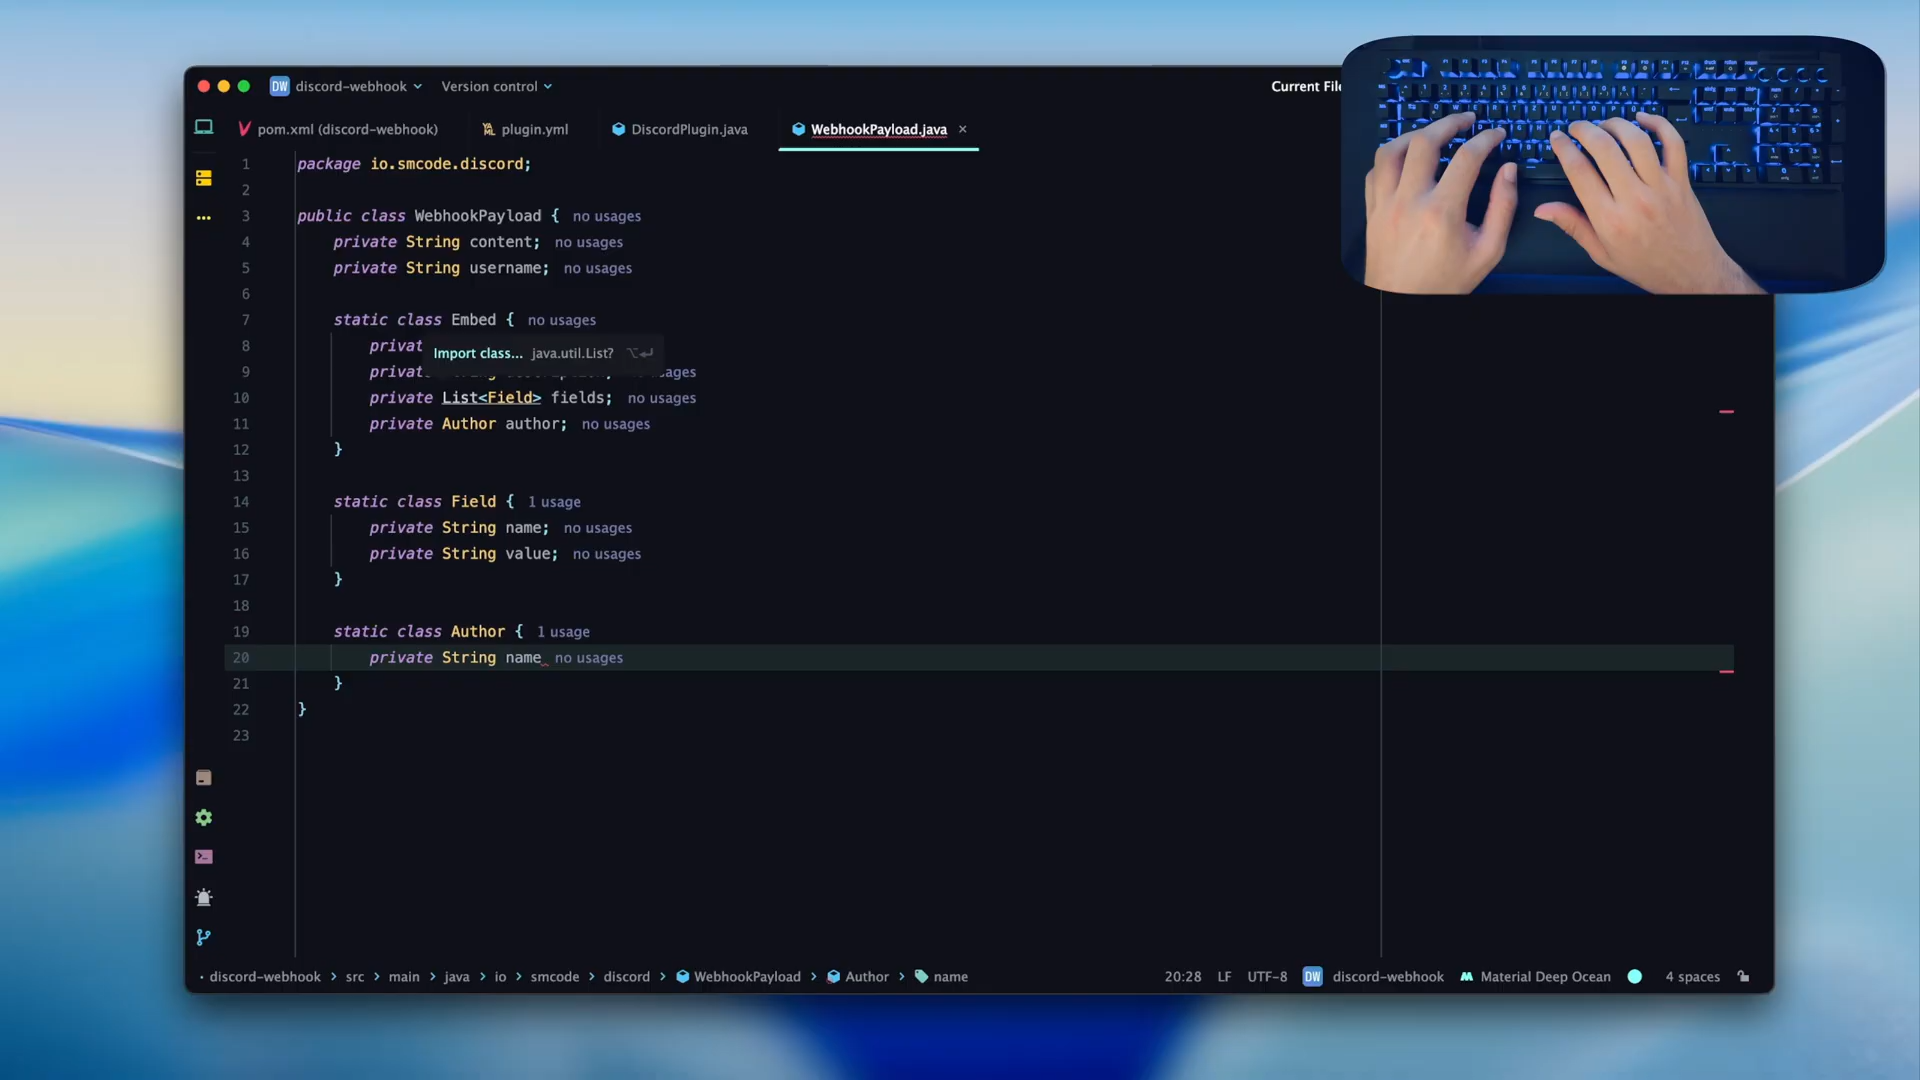 DW discord-webhook Version control Current File
pom.xml (discord-webhook) plugin.yml DiscordPlugin.java WebhookPayload.java ×
1 package io.smcode.discord;
2
3 public class WebhookPayload { no usages
4 private String content; no usages
5 private String username; no usages
6
7 static class Embed { no usages
8 privat
Import class... java.util.List? ⌥↩
9 privat
10 private List<Field> fields; no usages
11 private Author author; no usages
12 }
13
14 static class Field { 1 usage
15 private String name; no usages
16 private String value; no usages
17 }
18
19 static class Author { 1 usage
20 private String name no usages
21 }
22 }
23
discord-webhook > src > main > java > io > smcode > discord > WebhookPayload > Author > name 20:28 LF UTF-8 DW discord-webhook Material Deep Ocean 4 spaces